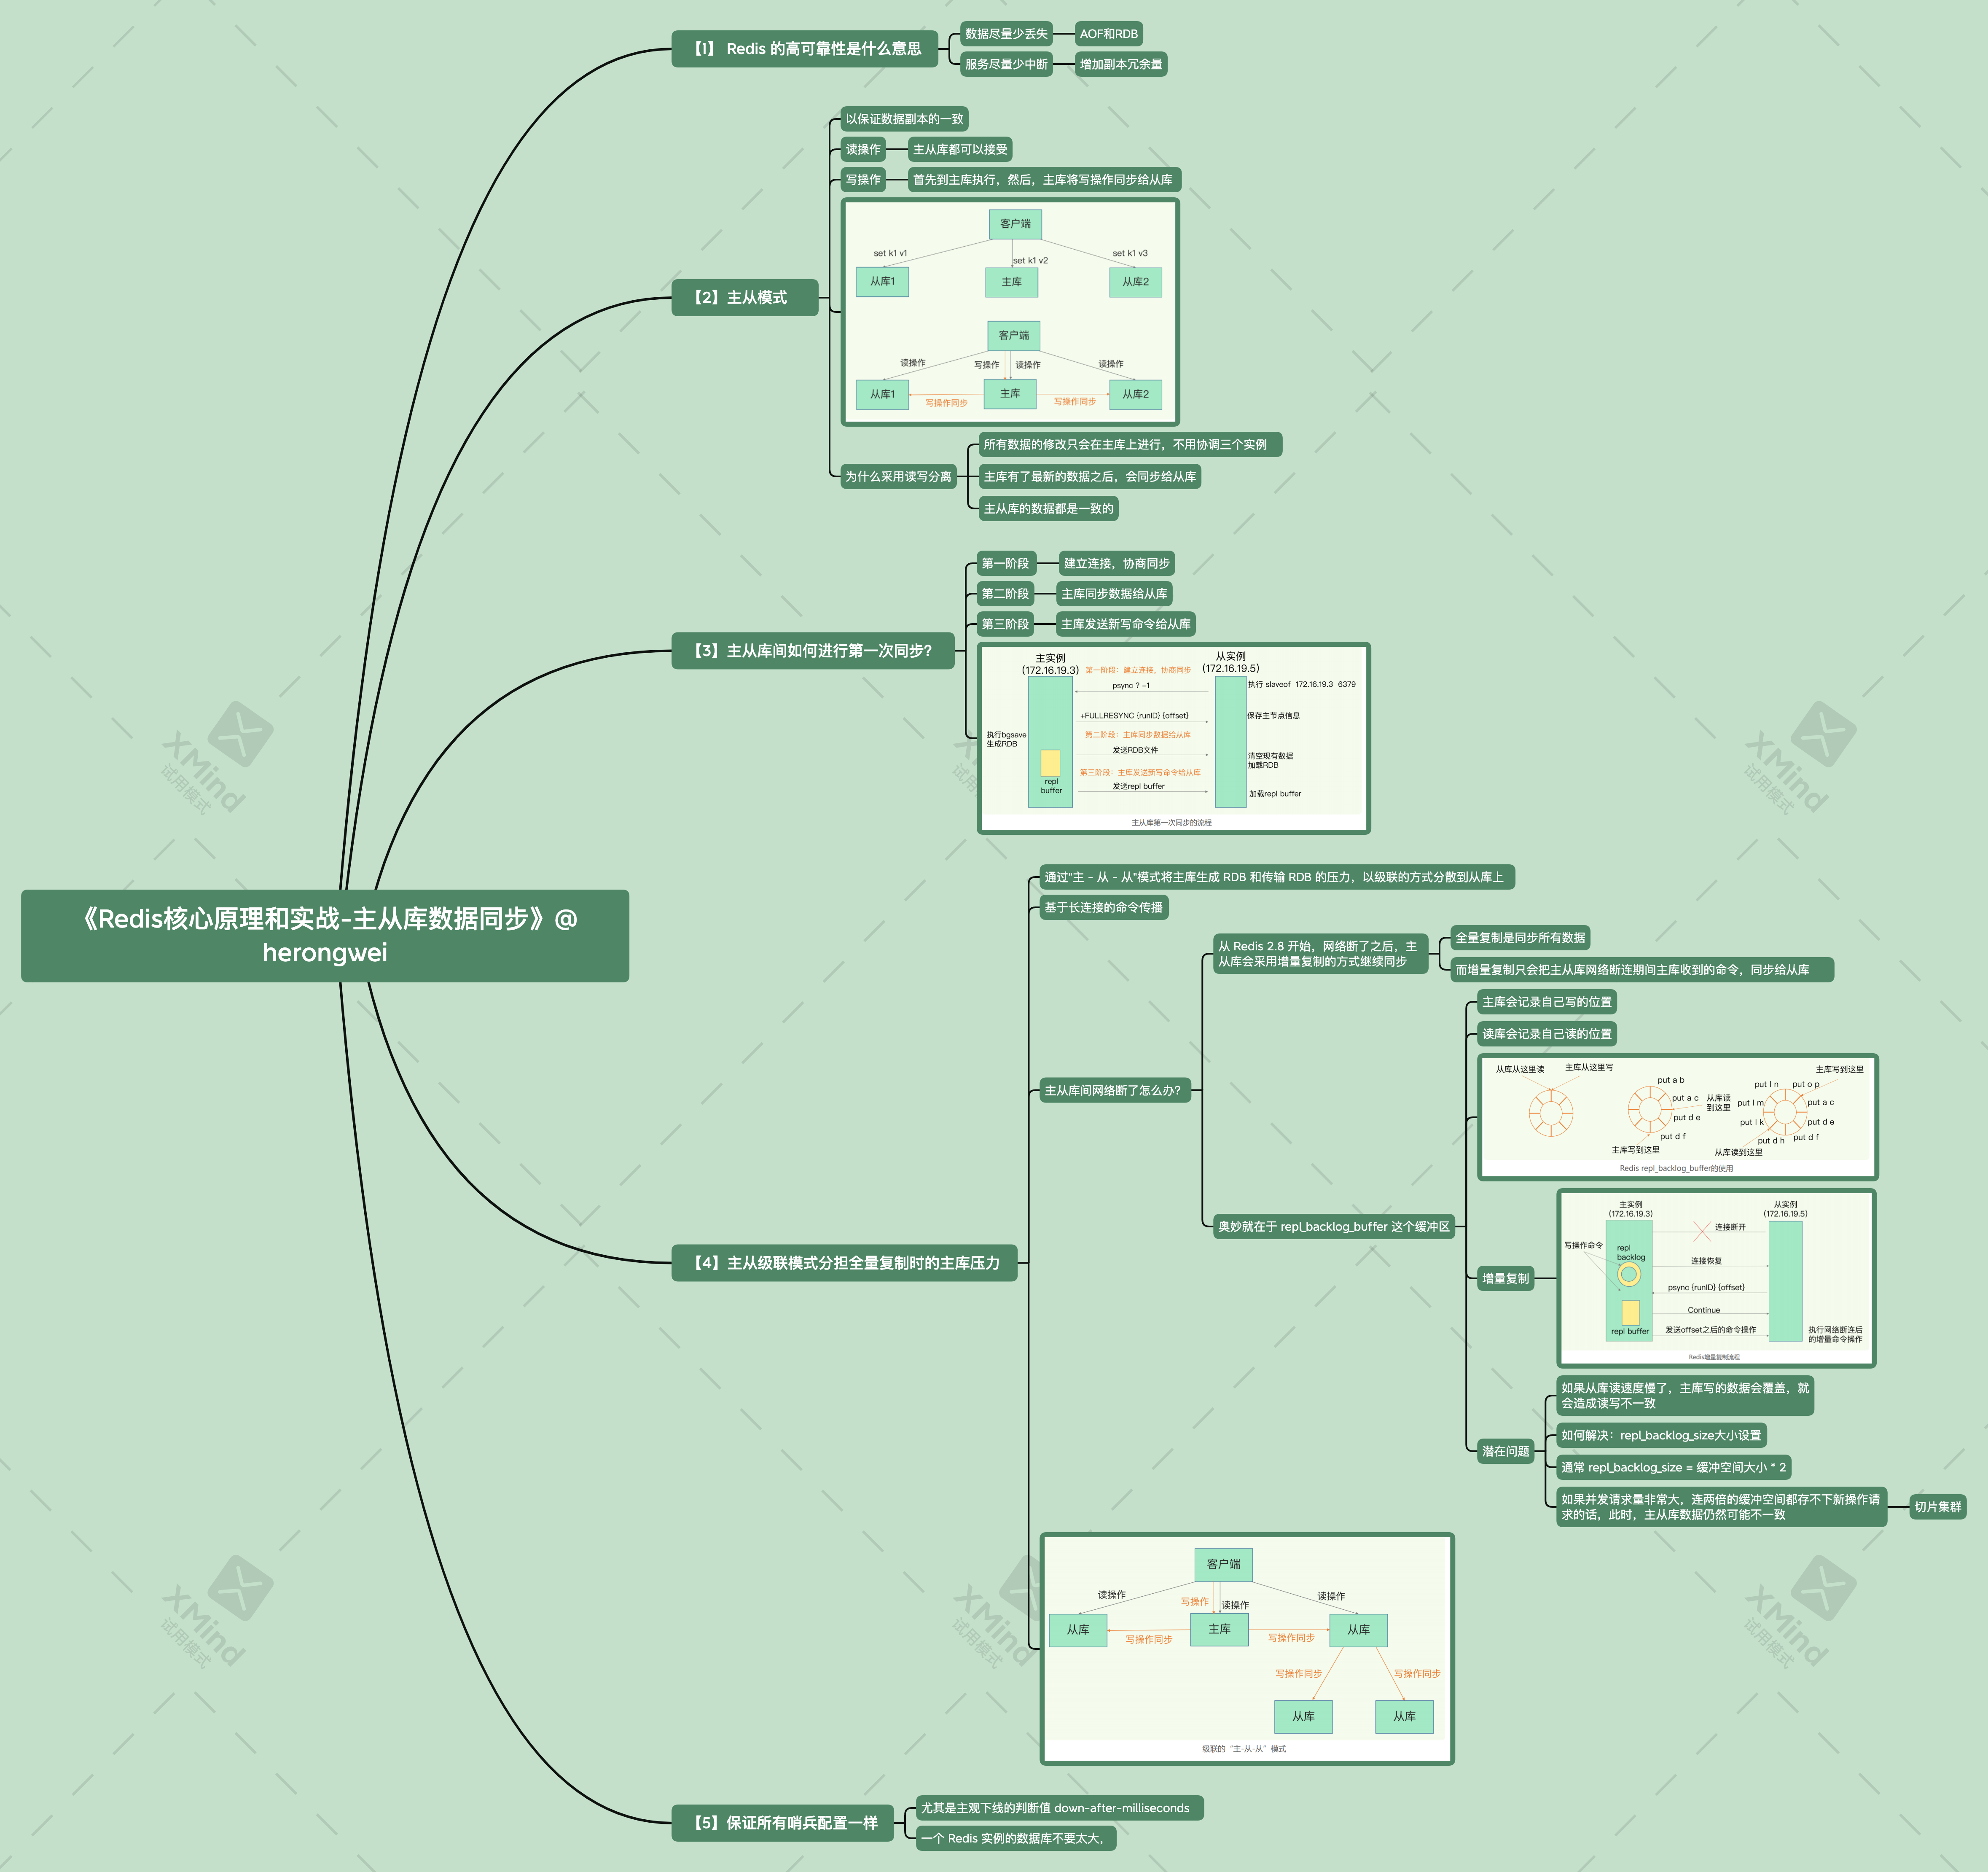 《Redis核心原理和实战-主从库数据同步》@
herongwei
【1】 Redis 的高可靠性是什么意思
数据尽量少丢失
AOF和RDB
服务尽量少中断
增加副本冗余量
【2】主从模式
以保证数据副本的一致
读操作
主从库都可以接受
写操作
首先到主库执行，然后，主库将写操作同步给从库
客户端
set k1 v1
set k1 v2
set k1 v3
从库1
主库
从库2
客户端
读操作
写操作
读操作
读操作
从库1
主库
从库2
写操作同步
写操作同步
为什么采用读写分离
所有数据的修改只会在主库上进行，不用协调三个实例
主库有了最新的数据之后，会同步给从库
主从库的数据都是一致的
【3】主从库间如何进行第一次同步？
第一阶段
建立连接，协商同步
第二阶段
主库同步数据给从库
第三阶段
主库发送新写命令给从库
主实例
(172.16.19.3)
从实例
(172.16.19.5)
第一阶段：建立连接，协商同步
psync ? -1
执行 slaveof 172.16.19.3 6379
+FULLRESYNC {runID} {offset}
保存主节点信息
执行bgsave
生成RDB
第二阶段：主库同步数据给从库
发送RDB文件
清空现有数据
加载RDB
第三阶段：主库发送新写命令给从库
repl
buffer
发送repl buffer
加载repl buffer
主从库第一次同步的流程
【4】主从级联模式分担全量复制时的主库压力
通过"主 - 从 - 从"模式将主库生成 RDB 和传输 RDB 的压力，以级联的方式分散到从库上
基于长连接的命令传播
主从库间网络断了怎么办？
从 Redis 2.8 开始，网络断了之后，主
从库会采用增量复制的方式继续同步
全量复制是同步所有数据
而增量复制只会把主从库网络断连期间主库收到的命令，同步给从库
奥妙就在于 repl_backlog_buffer 这个缓冲区
主库会记录自己写的位置
读库会记录自己读的位置
从库从这里读
主库从这里写
put a b
put a c
put d e
put d f
从库读
到这里
主库写到这里
主库写到这里
put l n
put o p
put l m
put a c
put l k
put d e
put d h
put d f
从库读到这里
Redis repl_backlog_buffer的使用
增量复制
主实例
(172.16.19.3)
从实例
(172.16.19.5)
连接断开
写操作命令
repl
backlog
连接恢复
psync {runID} {offset}
Continue
repl buffer
发送offset之后的命令操作
执行网络断连后
的增量命令操作
Redis增量复制流程
潜在问题
如果从库读速度慢了，主库写的数据会覆盖，就
会造成读写不一致
如何解决：repl_backlog_size大小设置
通常 repl_backlog_size = 缓冲空间大小 * 2
如果并发请求量非常大，连两倍的缓冲空间都存不下新操作请
求的话，此时，主从库数据仍然可能不一致
切片集群
客户端
读操作
写操作
读操作
读操作
从库
主库
从库
写操作同步
写操作同步
写操作同步
写操作同步
从库
从库
级联的“主-从-从”模式
【5】保证所有哨兵配置一样
尤其是主观下线的判断值 down-after-milliseconds
一个 Redis 实例的数据库不要太大，
XMind
试用模式
XMind
试用模式
XMind
试用模式
XMind
试用模式